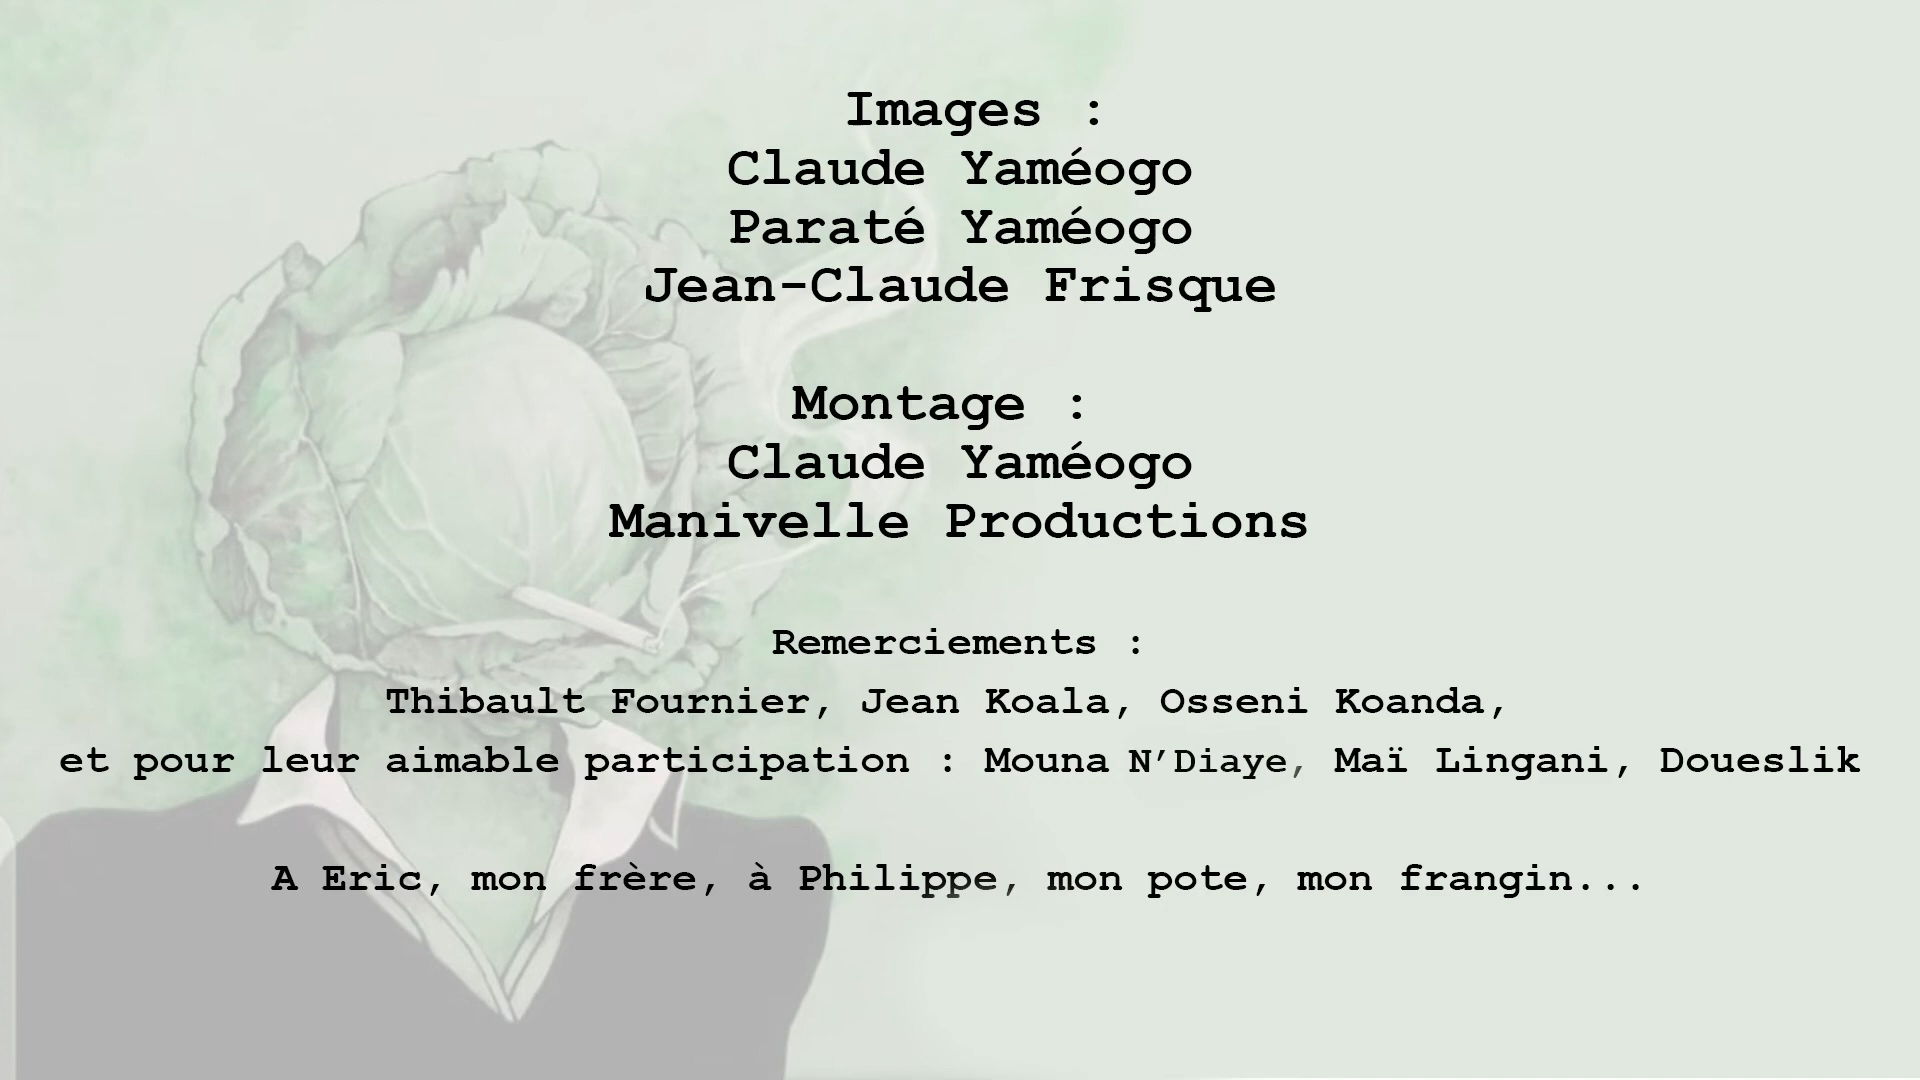 Images :
Claude Yaméogo
Paraté Yaméogo
Jean-Claude Frisque
Montage :
Claude Yaméogo
Manivelle Productions
Remerciements :
Thibault Fournier, Jean Koala, Osseni Koanda,
et pour leur aimable participation : Mouna N’Diaye, Maï Lingani, Doueslik
A Eric, mon frère, à Philippe, mon pote, mon frangin...